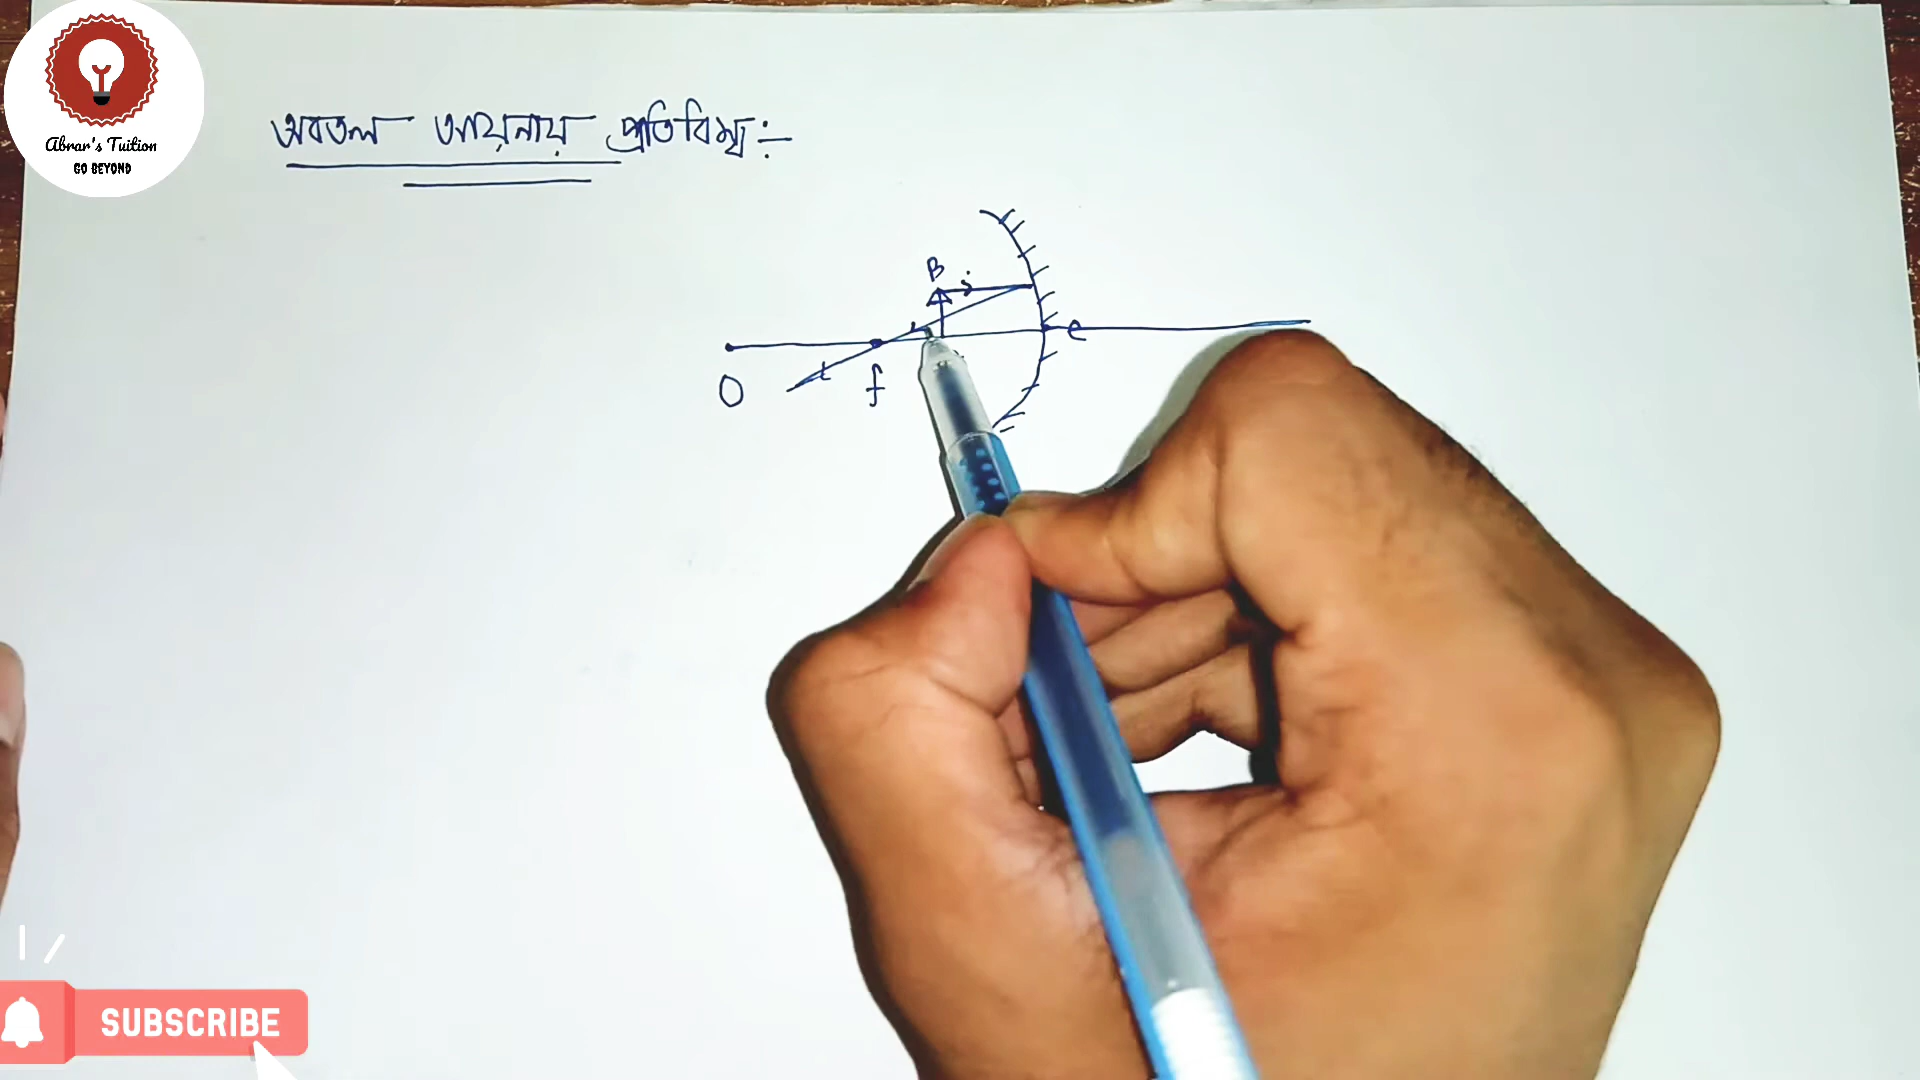 Abrar's Tuition
GO BEYOND
অবতল আয়নায় প্রতিবিম্ব :-
B
O
f
e
SUBSCRIBE